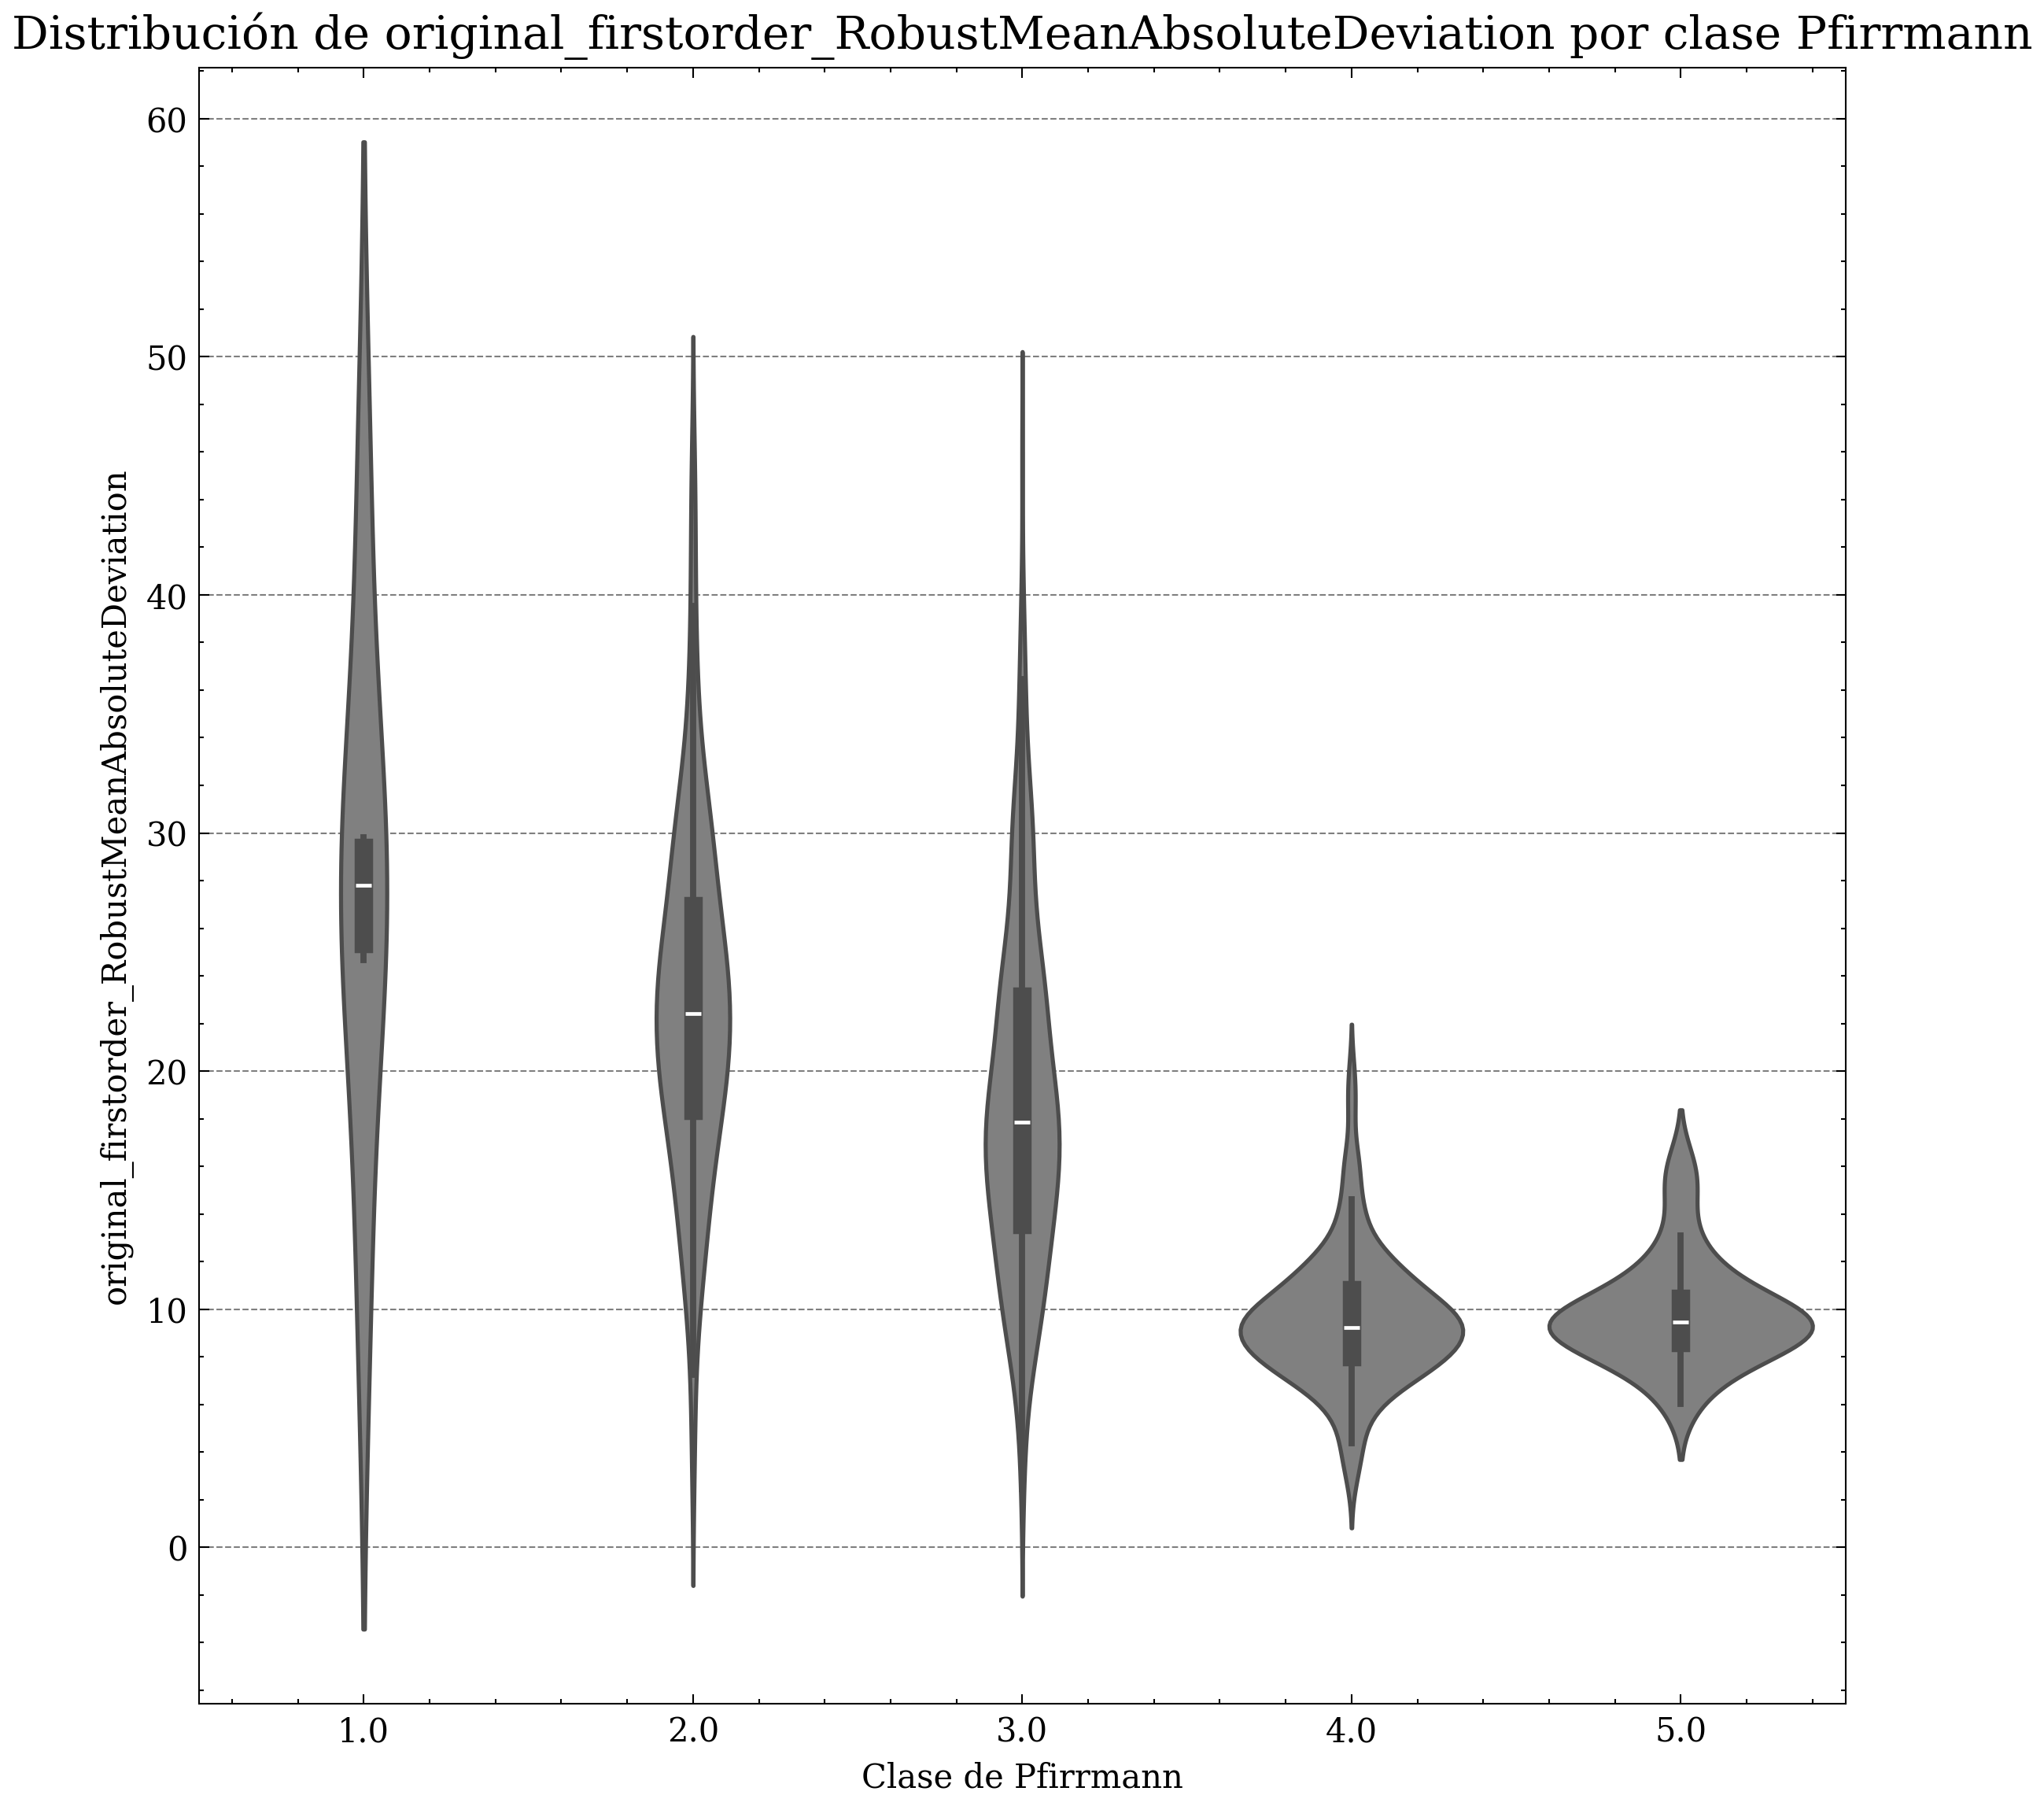 Distribución de original_firstorder_RobustMeanAbsoluteDeviation por clase Pfirrmann
original_firstorder_RobustMeanAbsoluteDeviation
60
50
40
30
20
10
0
1.0 2.0 3.0 4.0 5.0
Clase de Pfirrmann